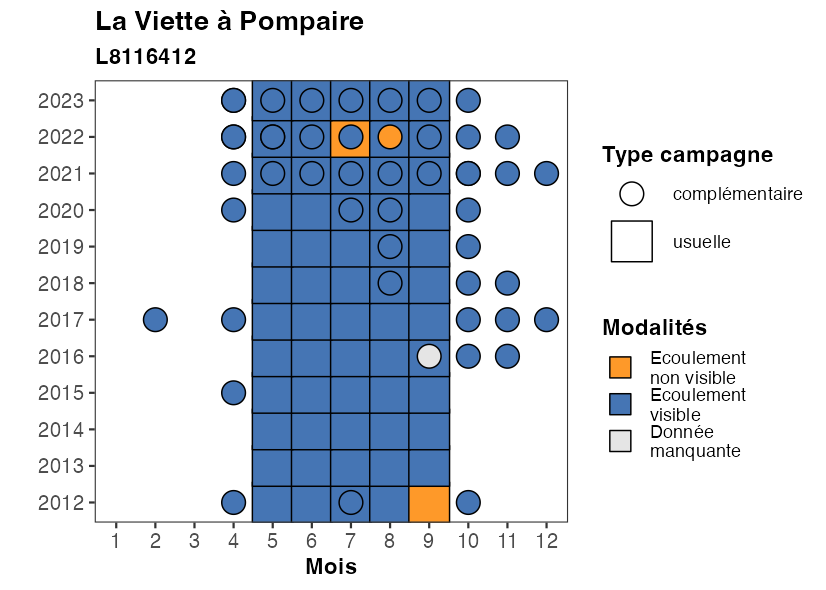 La Viette à Pompaire
L8116412
2023
2022
2021
2020
2019
2018
2017
2016
2015
2014
2013
2012
1 2 3 4 5 6 7 8 9 10 11 12
Mois
Type campagne
complémentaire
usuelle
Modalités
Ecoulement
non visible
Ecoulement
visible
Donnée
manquante